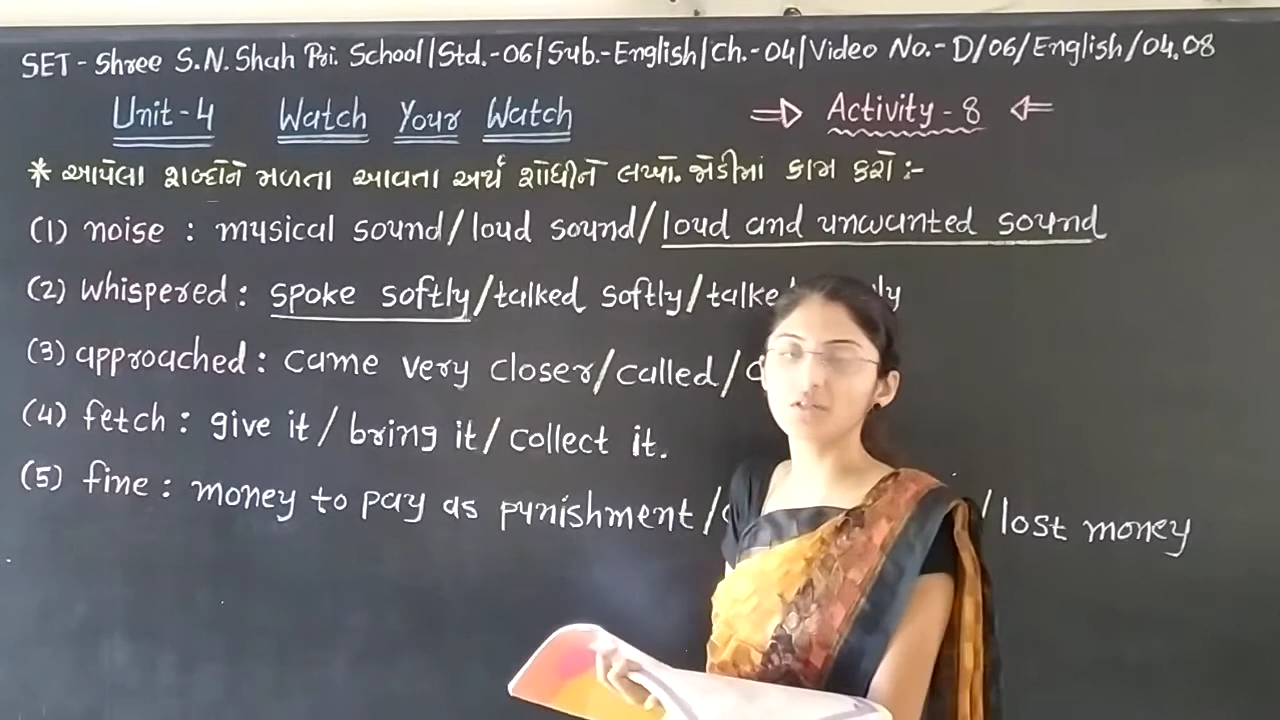 SET - Shree S.N. Shah Pri. School|Std.-06|Sub.-English|Ch.-04|Video No.- D/06/English/04.08
Unit-4 Watch Your Watch ⇒ Activity - 8 ⇐
* આપેલા શબ્દોને મળતા આવતા અર્થ શોધીને લખો. જોડીમાં કામ કરો :-
(1) noise : musical sound/loud sound/loud and unwanted sound
(2) whispered : spoke softly/talked softly/
(3) approached : came very closer/called/
(4) fetch : give it / bring it / collect it.
(5) fine : money to pay as punishment / / lost money